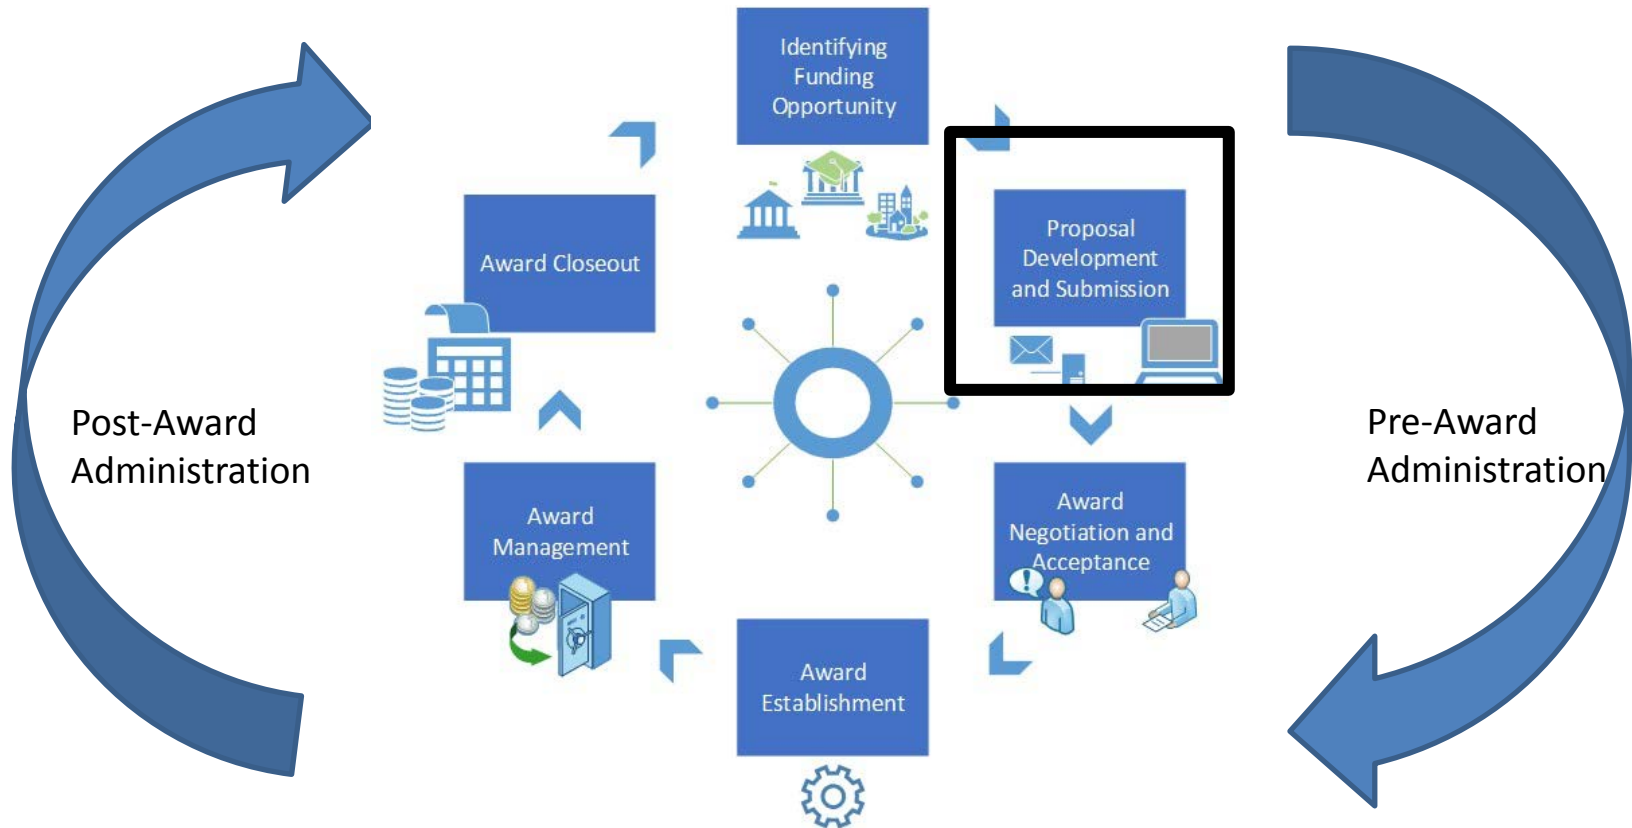 Identifying
Funding
Opportunity
Proposal
Development
and Submission
Award
Negotiation and
Acceptance
Award
Establishment
Award
Management
Award Closeout
Post-Award
Administration
Pre-Award
Administration